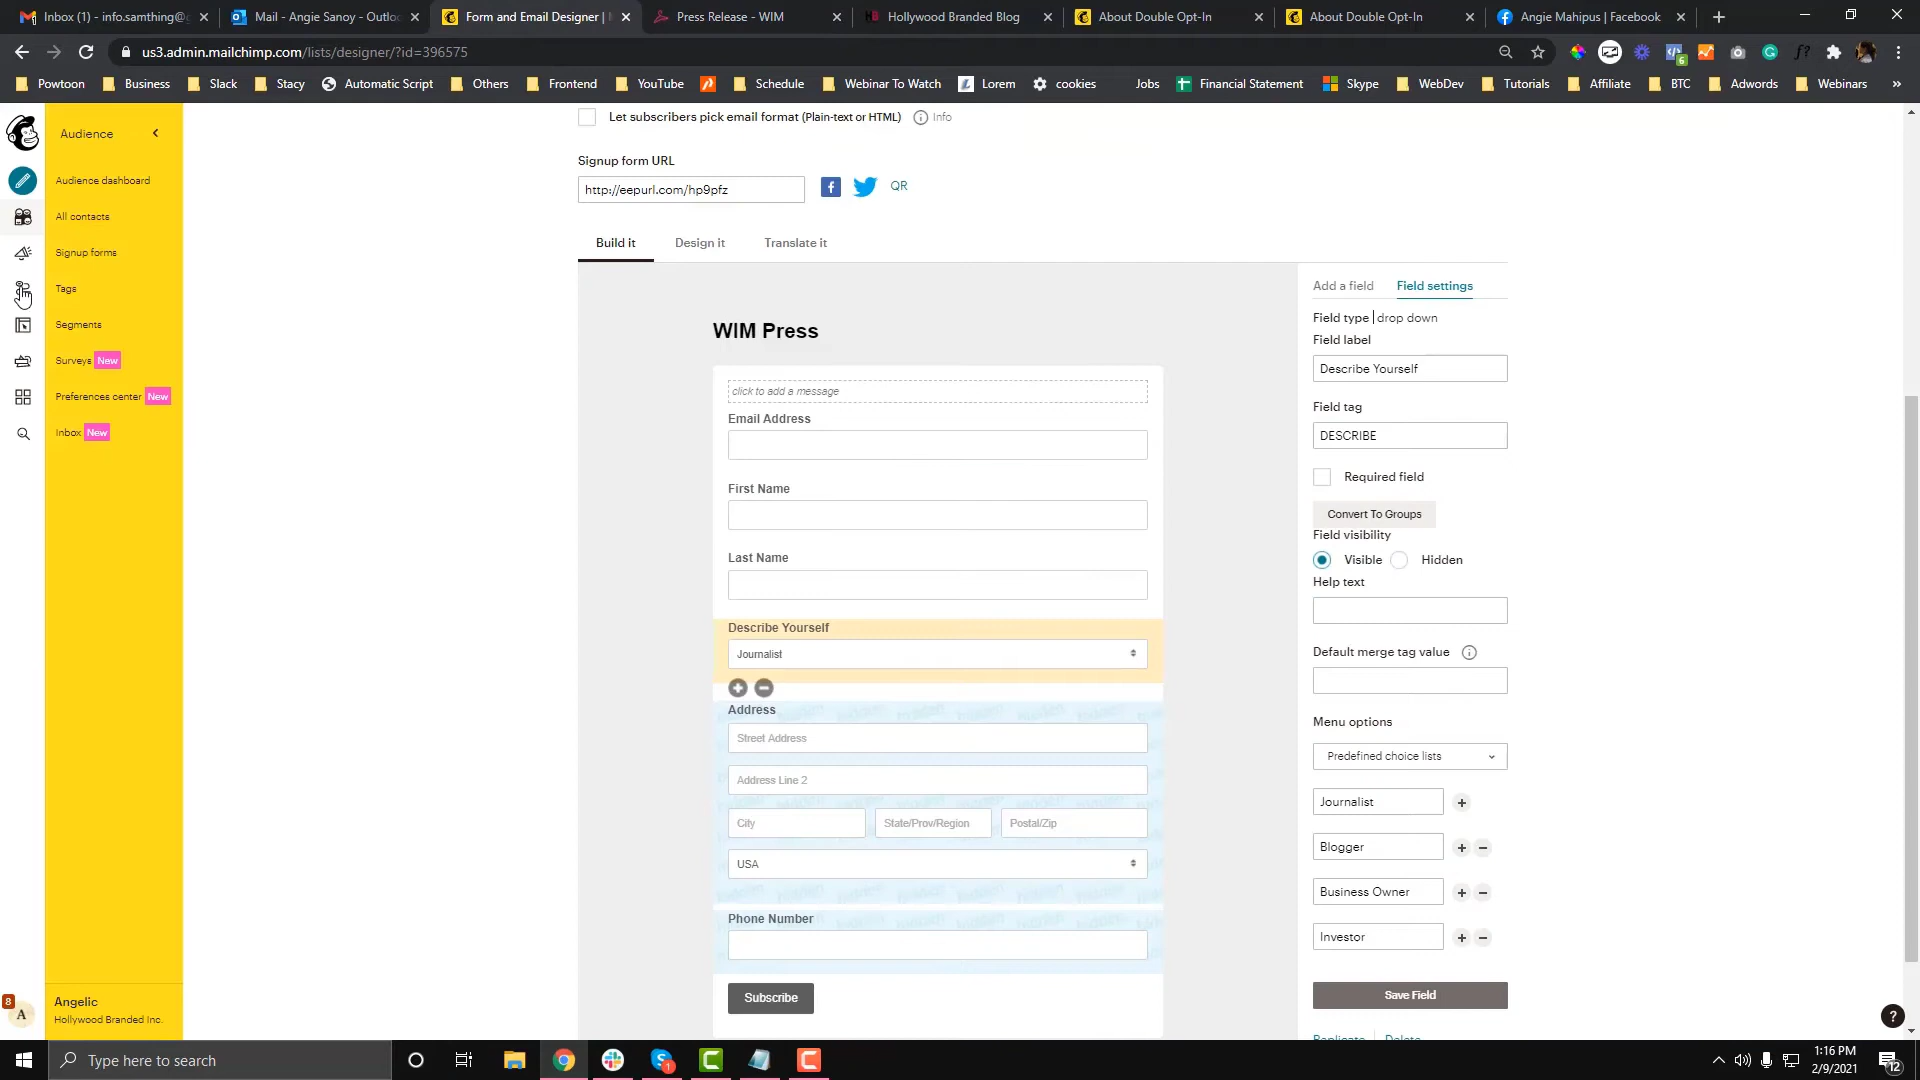 Inbox (1) - info.samthing@g
Mail - Angie Sanoy - Outloo
Form and Email Designer |
Press Release - WIM
Hollywood Branded Blog
About Double Opt-In
About Double Opt-In
Angie Mahipus | Facebook
us3.admin.mailchimp.com/lists/designer/?id=396575
6
Powtoon
Business
Slack
Stacy
Automatic Script
Others
Frontend
YouTube
Schedule
Webinar To Watch
Lorem
cookies
Jobs
Financial Statement
Skype
WebDev
Tutorials
Affiliate
BTC
Adwords
Webinars
»
Audience
Audience dashboard
All contacts
Signup forms
Tags
Segments
Surveys New
Preferences center New
Inbox New
8
A
Angelic
Hollywood Branded Inc.
Let subscribers pick email format (Plain-text or HTML)
Info
Signup form URL
http://eepurl.com/hp9pfz
QR
Build it
Design it
Translate it
WIM Press
click to add a message
Email Address
First Name
Last Name
Describe Yourself
Journalist
Address
Street Address
Address Line 2
City
State/Prov/Region
Postal/Zip
USA
Phone Number
Subscribe
Add a field
Field settings
Field type | drop down
Field label
Describe Yourself
Field tag
DESCRIBE
Required field
Convert To Groups
Field visibility
Visible
Hidden
Help text
Default merge tag value
Menu options
Predefined choice lists
Journalist
Blogger
Business Owner
Investor
Save Field
Replicate
Delete
?
Type here to search
1
1:16 PM
2/9/2021
12